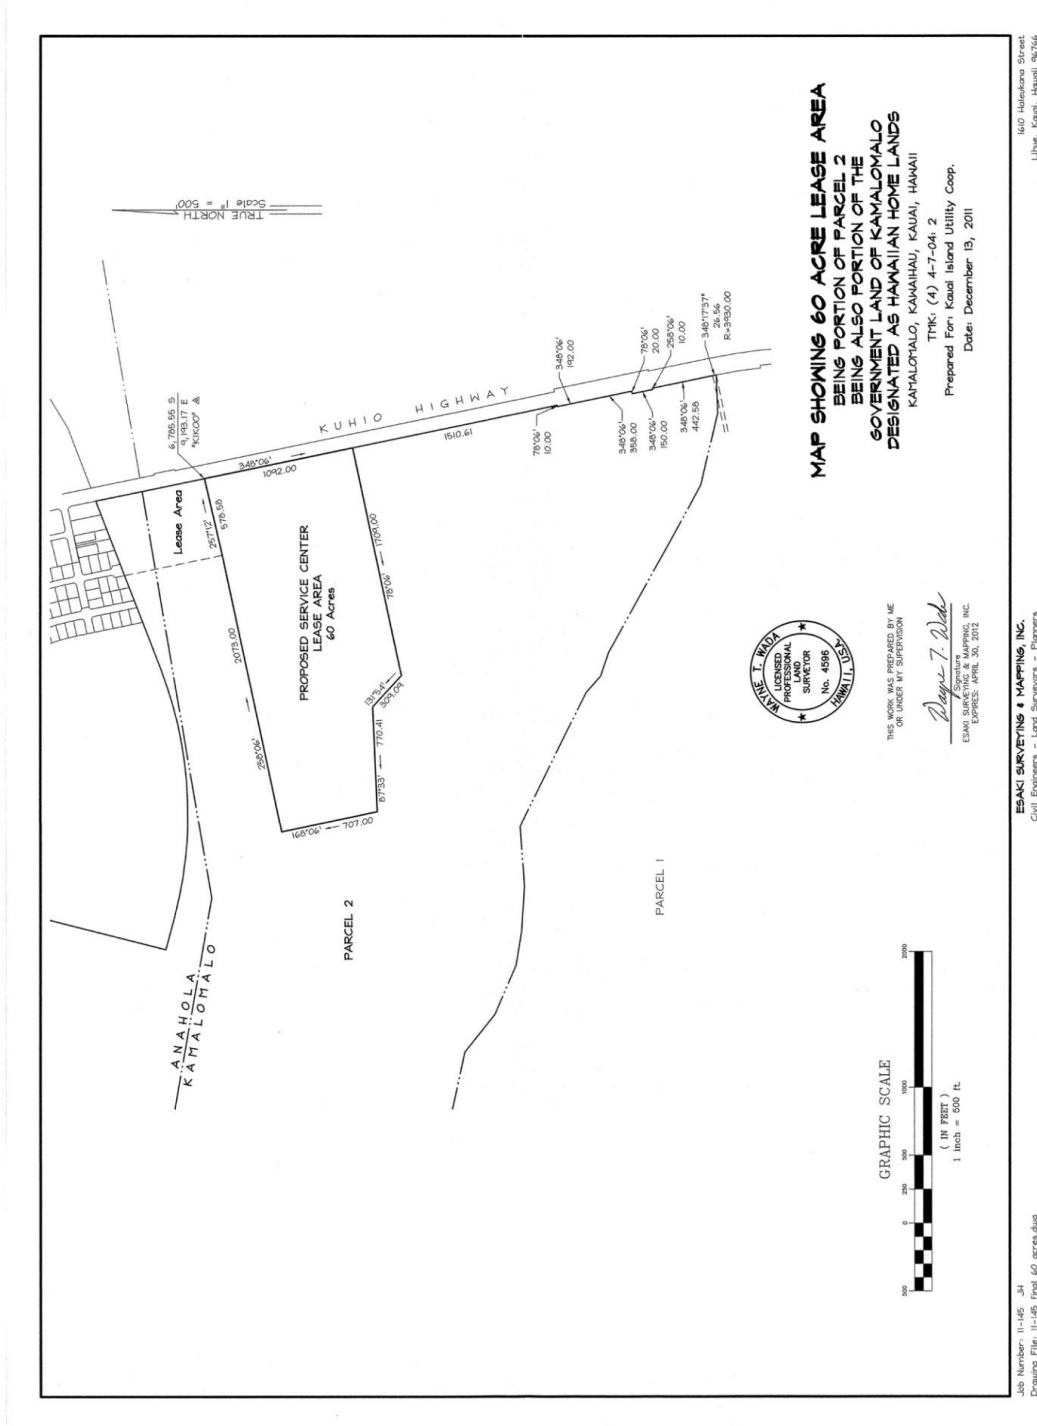 MAP SHOWING 60 ACRE LEASE AREA
BEING PORTION OF PARCEL 2
BEING ALSO PORTION OF THE
GOVERNMENT LAND OF KAMALOMALO
DESIGNATED AS HAWAIIAN HOME LANDS
KAMALOMALO, KAWAIHAU, KAUAI, HAWAII
TMK: (4) 4-7-04: 2
Prepared For: Kauai Island Utility Coop.
Date: December 13, 2011
TRUE NORTH
Scale 1" = 500'
6,785.55 S
9,193.17 E
"KIKOO" △
Lease Area
257°12'
578.58
2073.00
258°06'
KUHIO HIGHWAY
348°06'
1092.00
1510.61
PROPOSED SERVICE CENTER
LEASE AREA
60 Acres
78°06'
1709.00
131°54'
309.09
87°33'
770.41
168°06'
707.00
78°06'
10.00
348°06'
192.00
348°06'
358.00
78°06'
20.00
348°06'
150.00
258°06'
10.00
348°06'
442.58
348°17'37"
26.56
R=3930.00
PARCEL 2
PARCEL 1
ANAHOLA
KAMALOMALO
WAYNE T. WADA
LICENSED
PROFESSIONAL
LAND
SURVEYOR
No. 4596
HAWAII, U.S.A.
THIS WORK WAS PREPARED BY ME
OR UNDER MY SUPERVISION
Wayne T. Wada
Signature
ESAKI SURVEYING & MAPPING, INC.
EXPIRES: APRIL 30, 2012
GRAPHIC SCALE
500 0 250 500 1000 2000
( IN FEET )
1 inch = 500 ft.
Job Number: 11-145 JH
Drawing File: 11-145 final 60 acres.dwg
ESAKI SURVEYING & MAPPING, INC.
Civil Engineers - Land Surveyors - Planners
1610 Haleukana Street
Lihue, Kauai, Hawaii 96766